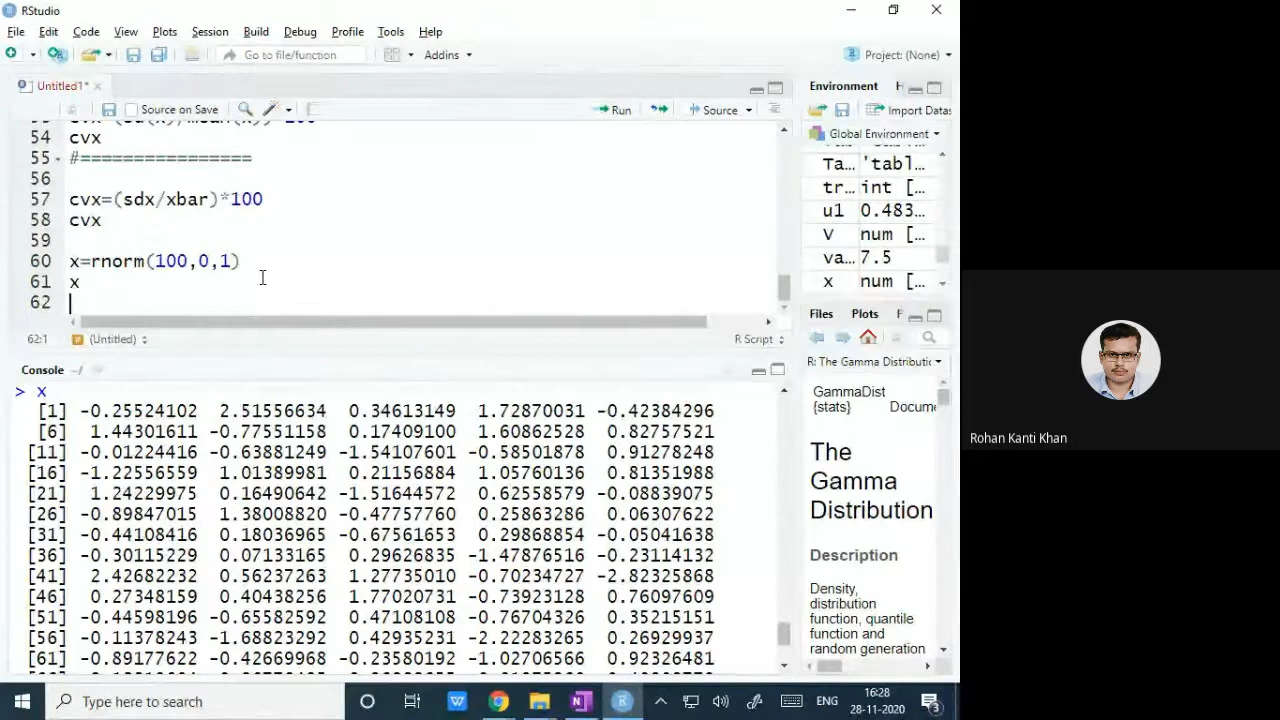 RStudio
File Edit Code View Plots Session Build Debug Profile Tools Help
Go to file/function Addins Project: (None)
Untitled1*
Source on Save Run Source
54 cvx
55 #================
56
57 cvx=(sdx/xbar)*100
58 cvx
59
60 x=rnorm(100,0,1)
61 x
62
62:1 (Untitled) R Script
Console ~/
> x
[1] -0.25524102 2.51556634 0.34613149 1.72870031 -0.42384296
[6] 1.44301611 -0.77551158 0.17409100 1.60862528 0.82757521
[11] -0.01224416 -0.63881249 -1.54107601 -0.58501878 0.91278248
[16] -1.22556559 1.01389981 0.21156884 1.05760136 0.81351988
[21] 1.24229975 0.16490642 -1.51644572 0.62558579 -0.08839075
[26] -0.89847015 1.38008820 -0.47757760 0.25863286 0.06307622
[31] -0.44108416 0.18036965 -0.67561653 0.29868854 -0.05041638
[36] -0.30115229 0.07133165 0.29626835 -1.47876516 -0.23114132
[41] 2.42682232 0.56237263 1.27735010 -0.70234727 -2.82325868
[46] 0.27348159 0.40438256 1.77020731 -0.73923128 0.76097609
[51] -0.44598196 -0.65582592 0.47108108 -0.76704326 0.35215151
[56] -0.11378243 -1.68823292 0.42935231 -2.22283265 0.26929937
[61] -0.89177622 -0.42669968 -0.23580192 -1.02706566 0.92326481
Environment
Import Datas
Global Environment
Ta… 'tabl…
tr… int […
u1 0.483…
V num […
va… 7.5
x num […
Files Plots
R: The Gamma Distributic
GammaDist
{stats} Docume
The
Gamma
Distribution
Description
Density,
distribution
function, quantile
function and
random generation
Rohan Kanti Khan
Type here to search
ENG
16:28
28-11-2020
3